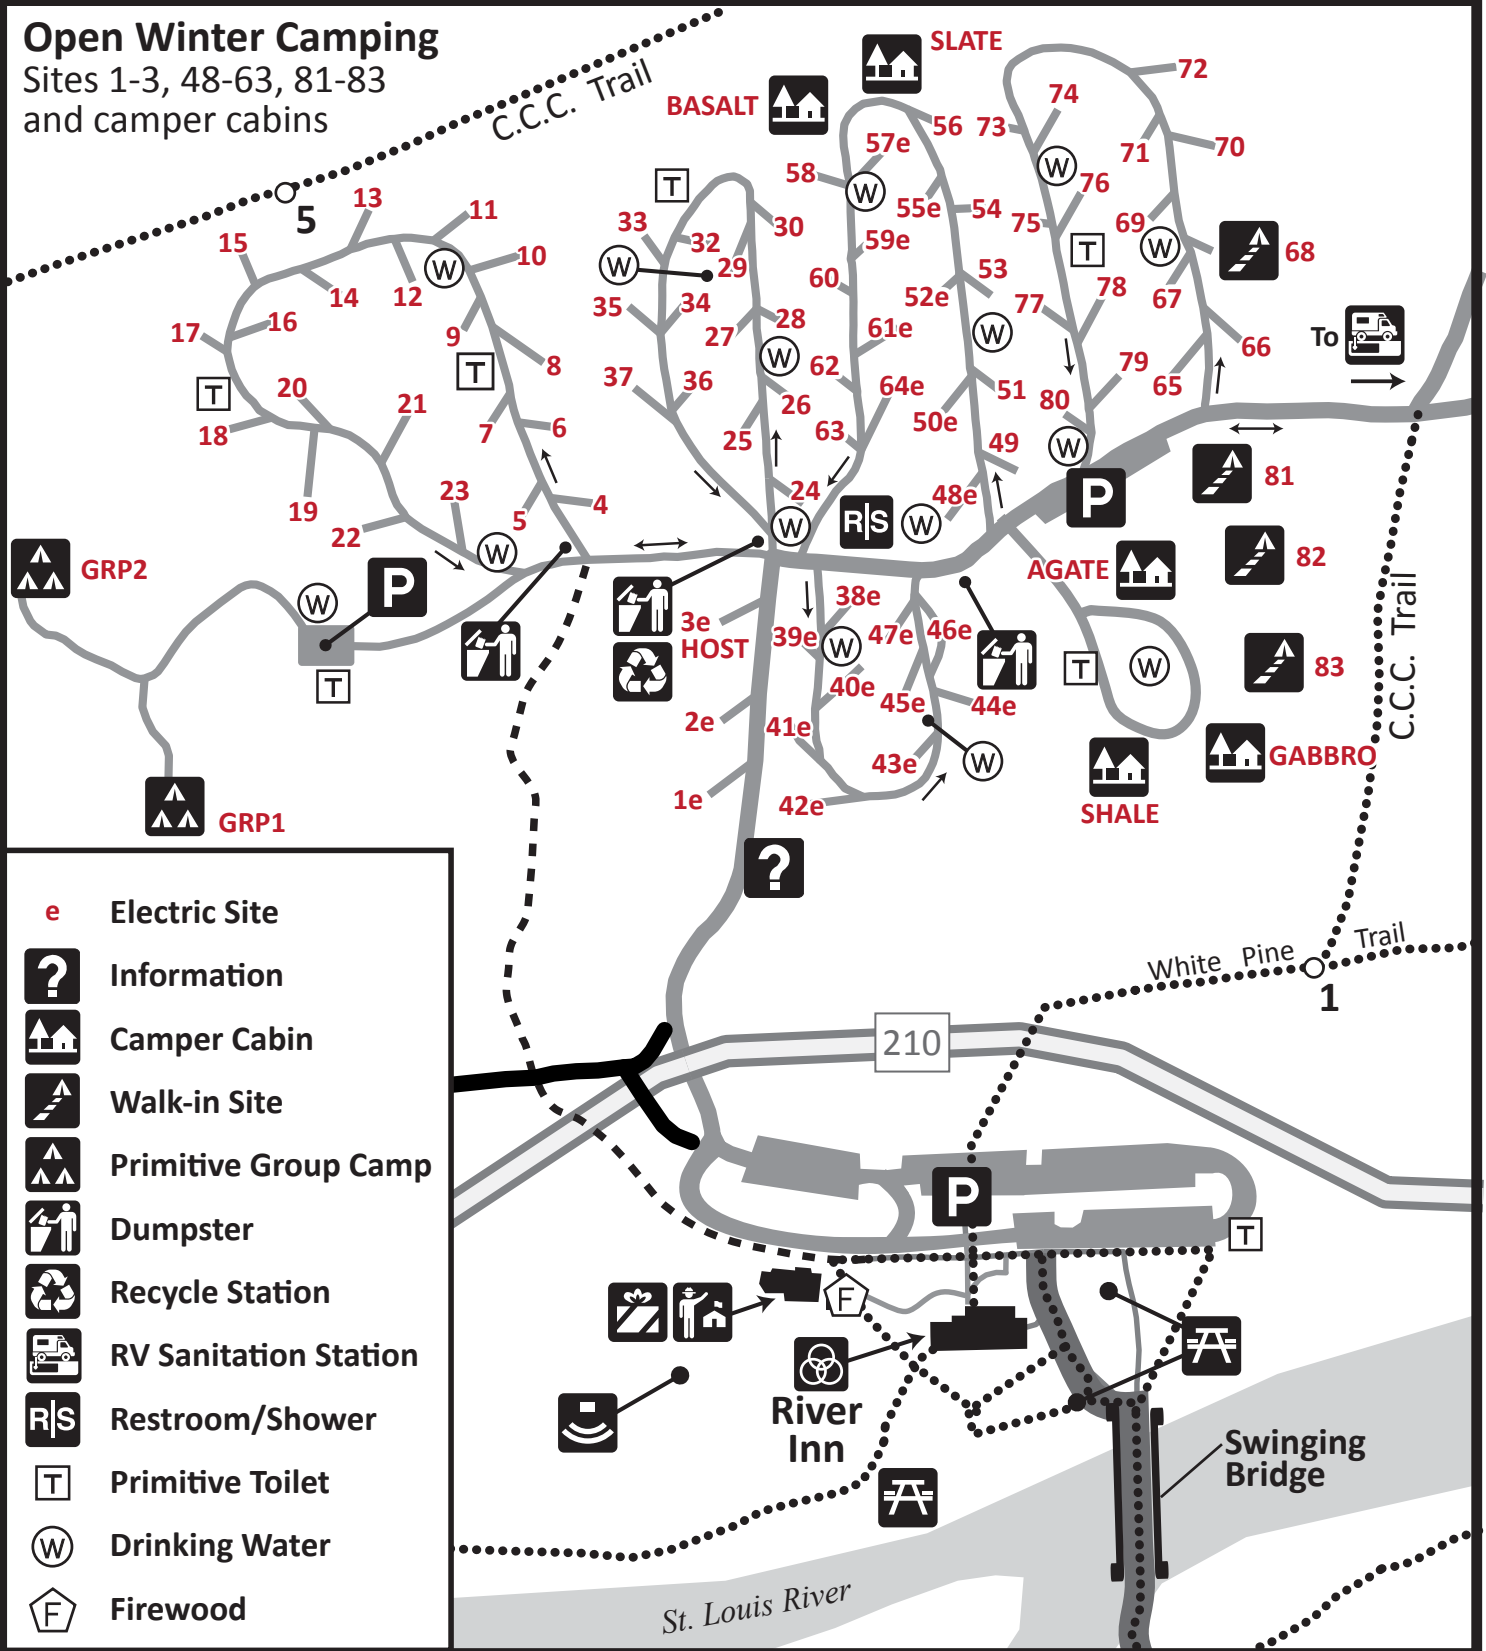 Open Winter Camping
Sites 1-3, 48-63, 81-83
and camper cabins
C.C.C. Trail
5
SLATE
BASALT
13
11
15
10
14
12
16
17
9
8
20
21
18
7
6
19
23
22
5
4
T
T
T
W
W
33
32
30
29
W
35
34
28
27
W
37
36
26
25
24
W
T
56
57e
58
W
55e
54
59e
60
53
52e
61e
W
62
64e
51
50e
63
49
48e
R|S
W
72
74
73
71
70
W
76
75
69
T
W
68
78
77
67
66
79
65
80
W
P
To
81
82
83
AGATE
T
W
GABBRO
SHALE
C.C.C. Trail
GRP2
W
P
T
GRP1
3e
HOST
2e
1e
38e
39e
W
47e
46e
40e
45e
44e
41e
43e
W
42e
?
White Pine Trail
1
210
P
T
F
River
Inn
Swinging
Bridge
St. Louis River
e Electric Site
? Information
Camper Cabin
Walk-in Site
Primitive Group Camp
Dumpster
Recycle Station
RV Sanitation Station
R|S Restroom/Shower
T Primitive Toilet
W Drinking Water
F Firewood